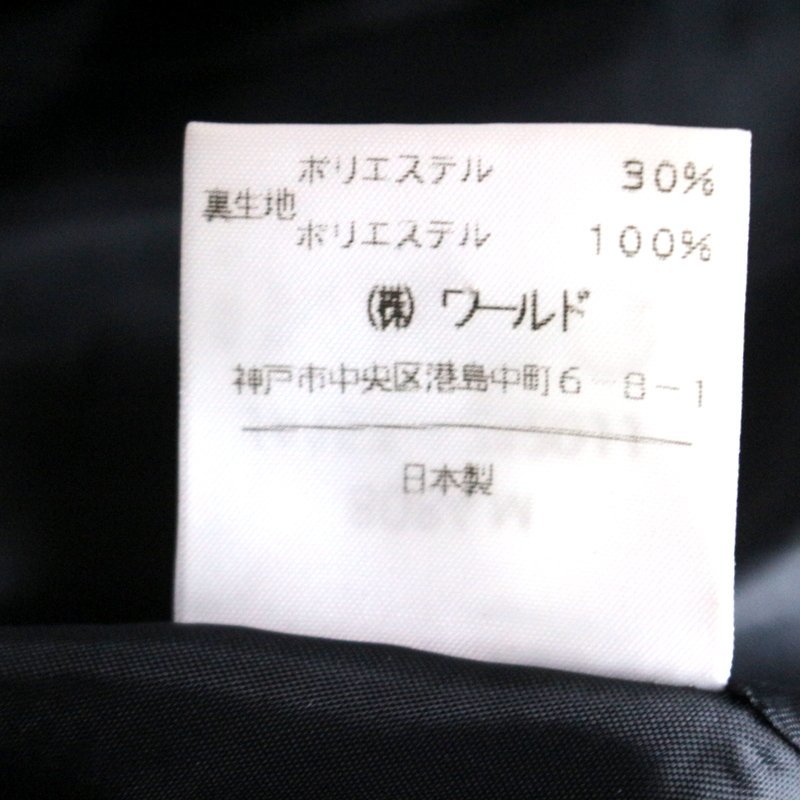 ポリエステル 30%
裏生地
ポリエステル 100%
㈱ ワールド
神戸市中央区港島中町6-8-1
日本製